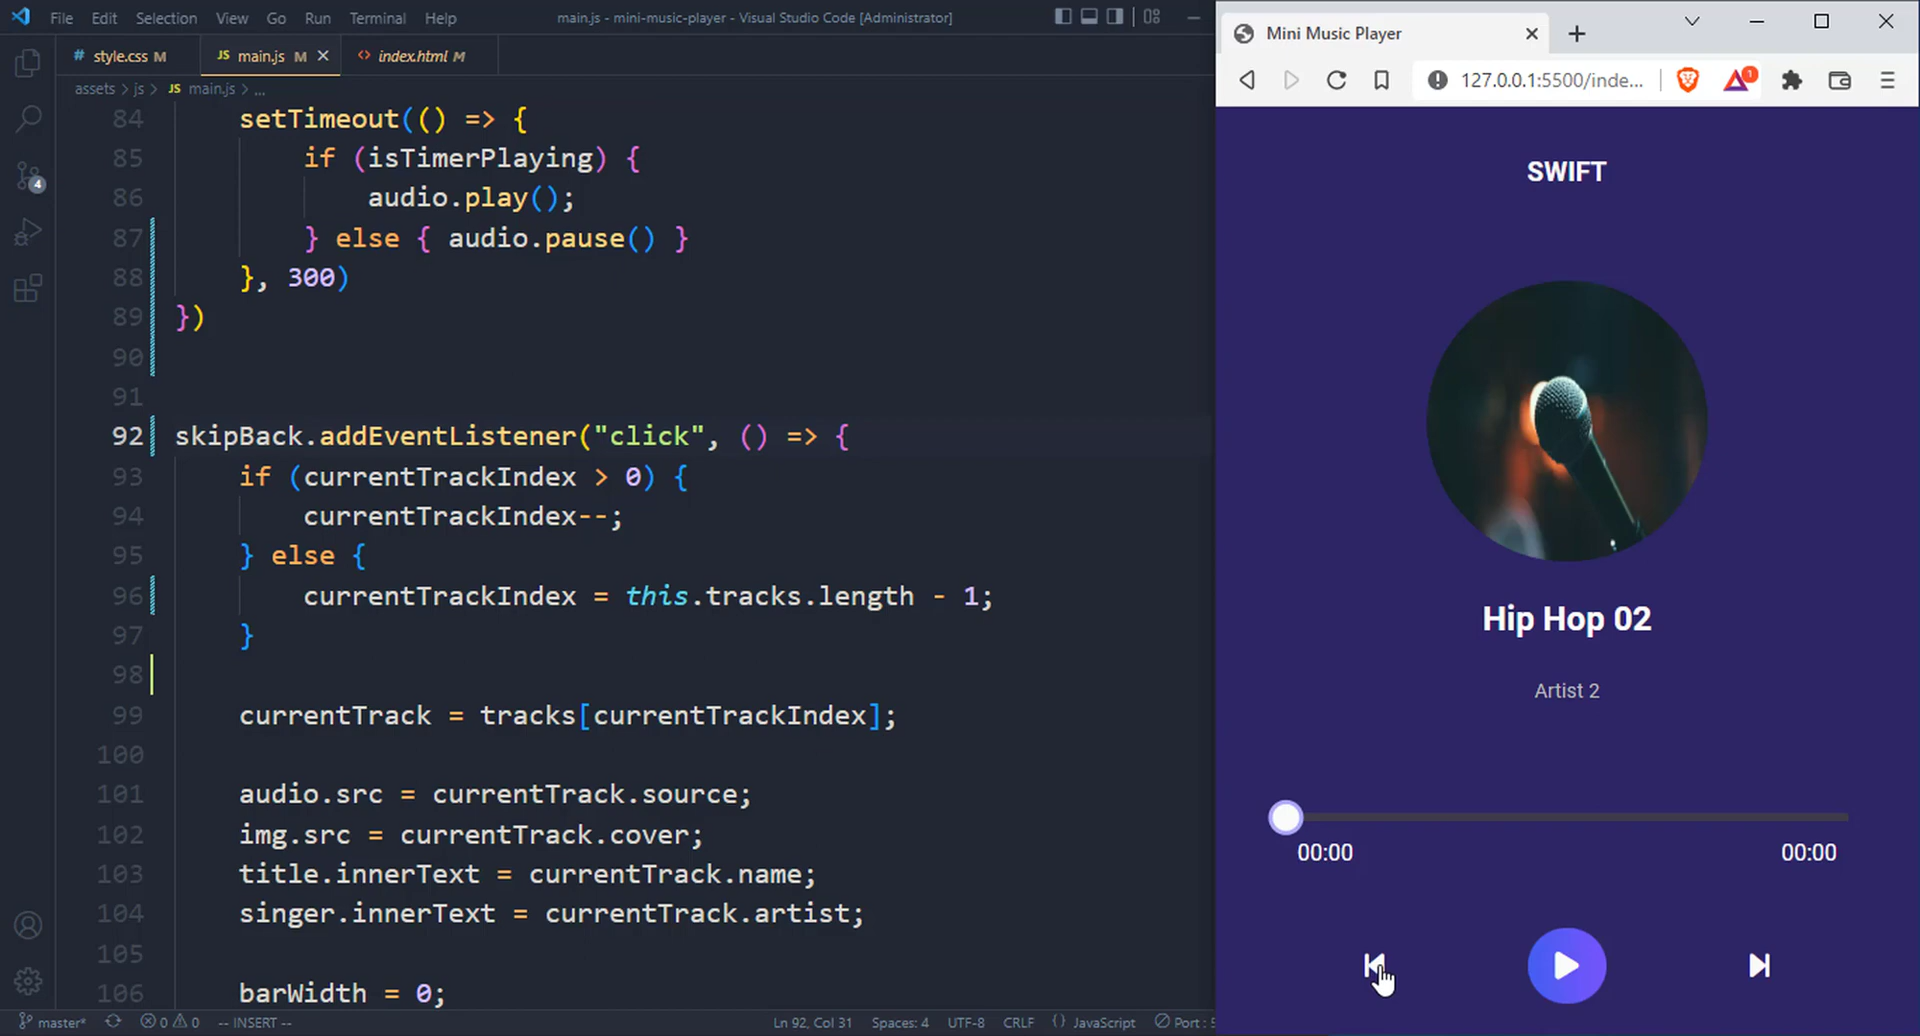 File Edit Selection View Go Run Terminal Help
main.js - mini-music-player - Visual Studio Code [Administrator]
# style.css M
JS main.js M
<> index.html M
assets > js > JS main.js > ...
4
84 setTimeout(() => {
85 if (isTimerPlaying) {
86 audio.play();
87 } else { audio.pause() }
88 }, 300)
89 })
90
91
92 skipBack.addEventListener("click", () => {
93 if (currentTrackIndex > 0) {
94 currentTrackIndex--;
95 } else {
96 currentTrackIndex = this.tracks.length - 1;
97 }
98
99 currentTrack = tracks[currentTrackIndex];
100
101 audio.src = currentTrack.source;
102 img.src = currentTrack.cover;
103 title.innerText = currentTrack.name;
104 singer.innerText = currentTrack.artist;
105
106 barWidth = 0;
master* 0 0 -- INSERT --
Ln 92, Col 31 Spaces: 4 UTF-8 CRLF {} JavaScript Port : 5
Mini Music Player
127.0.0.1:5500/inde...
1
SWIFT
Hip Hop 02
Artist 2
00:00 00:00